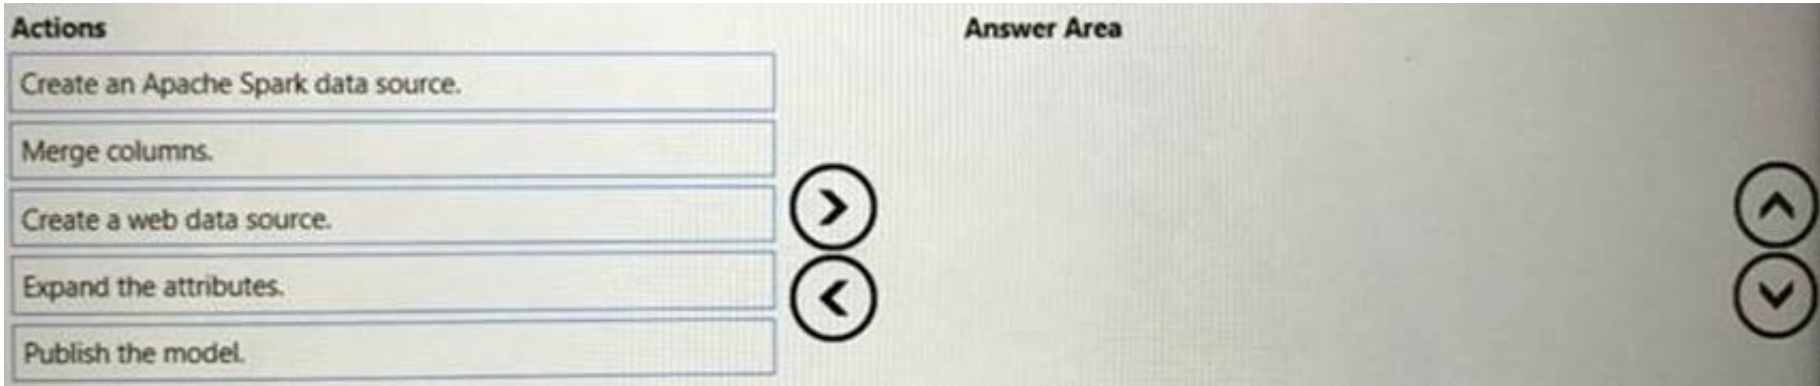 Actions
Answer Area
Create an Apache Spark data source.
Merge columns.
Create a web data source.
Expand the attributes.
Publish the model.